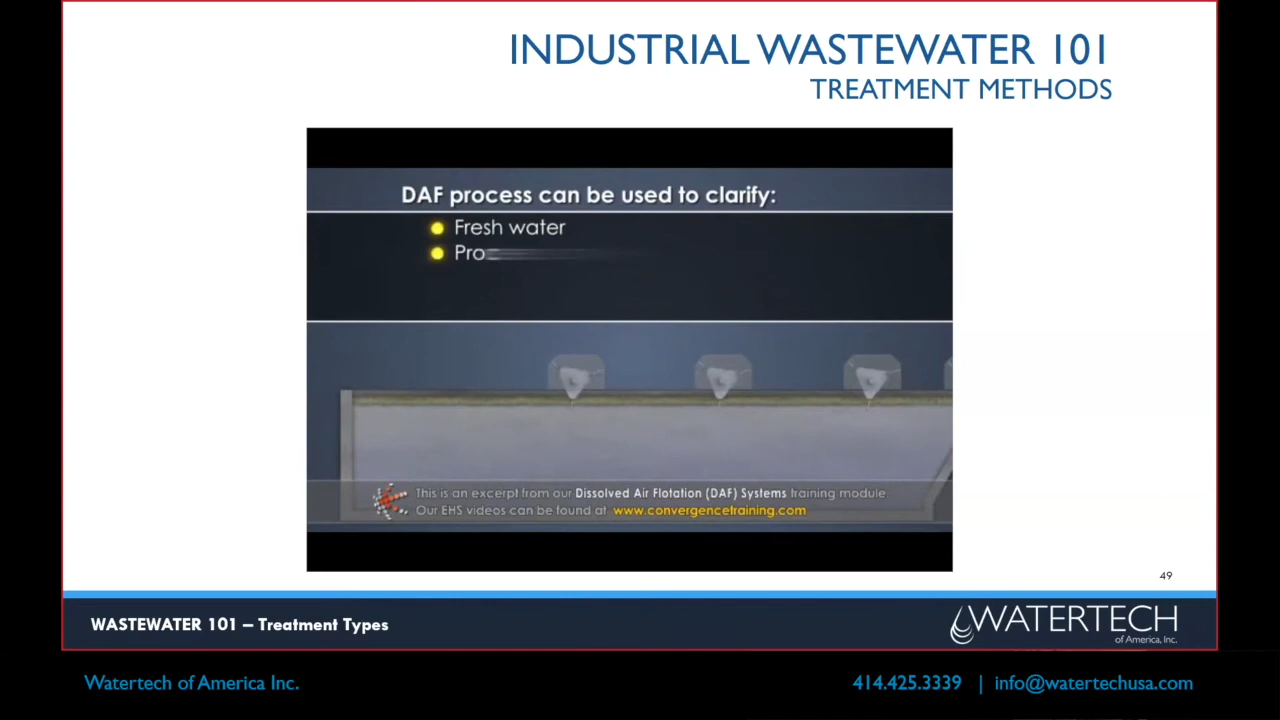 INDUSTRIAL WASTEWATER 101
TREATMENT METHODS
DAF process can be used to clarify:
Fresh water
Pro
This is an excerpt from our Dissolved Air Flotation (DAF) Systems training module.
Our EHS videos can be found at www.convergencetraining.com
49
WASTEWATER 101 – Treatment Types
WATERTECH
of America, Inc.
Watertech of America Inc.
414.425.3339 | info@watertechusa.com